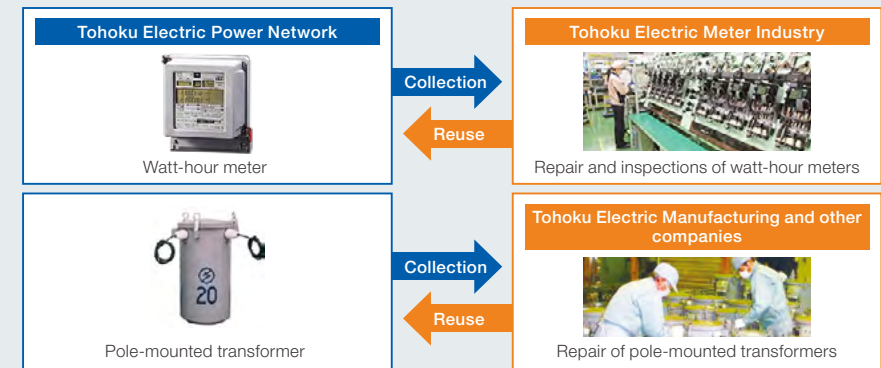 Tohoku Electric Power Network
Tohoku Electric Meter Industry
Collection
Reuse
Watt-hour meter
Repair and inspections of watt-hour meters
Tohoku Electric Manufacturing and other
companies
Collection
Reuse
20
Pole-mounted transformer
Repair of pole-mounted transformers